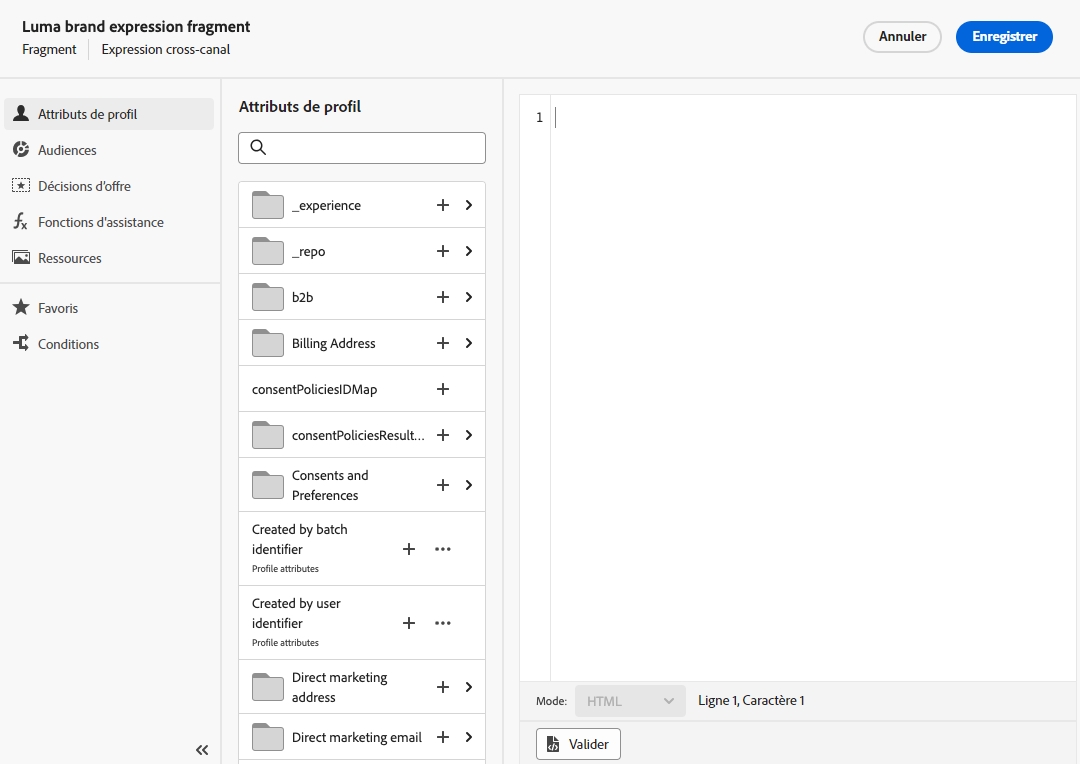 Luma brand expression fragment
Fragment
Expression cross-canal
Annuler
Enregistrer
Attributs de profil
Audiences
Décisions d'offre
Fonctions d'assistance
Ressources
Favoris
Conditions
Attributs de profil
_experience
_repo
b2b
Billing Address
consentPoliciesIDMap
consentPoliciesResult...
Consents and
Preferences
Created by batch
identifier
Profile attributes
Created by user
identifier
Profile attributes
Direct marketing
address
Direct marketing email
1
Mode:
HTML
Ligne 1, Caractère 1
Valider